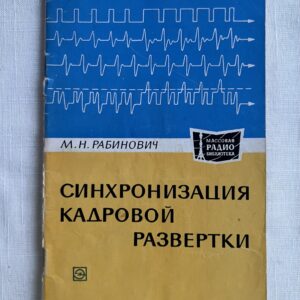 М. Н. РАБИНОВИЧ
МАССОВАЯ
РАДИО
БИБЛИОТЕКА
СИНХРОНИЗАЦИЯ
КАДРОВОЙ
РАЗВЕРТКИ